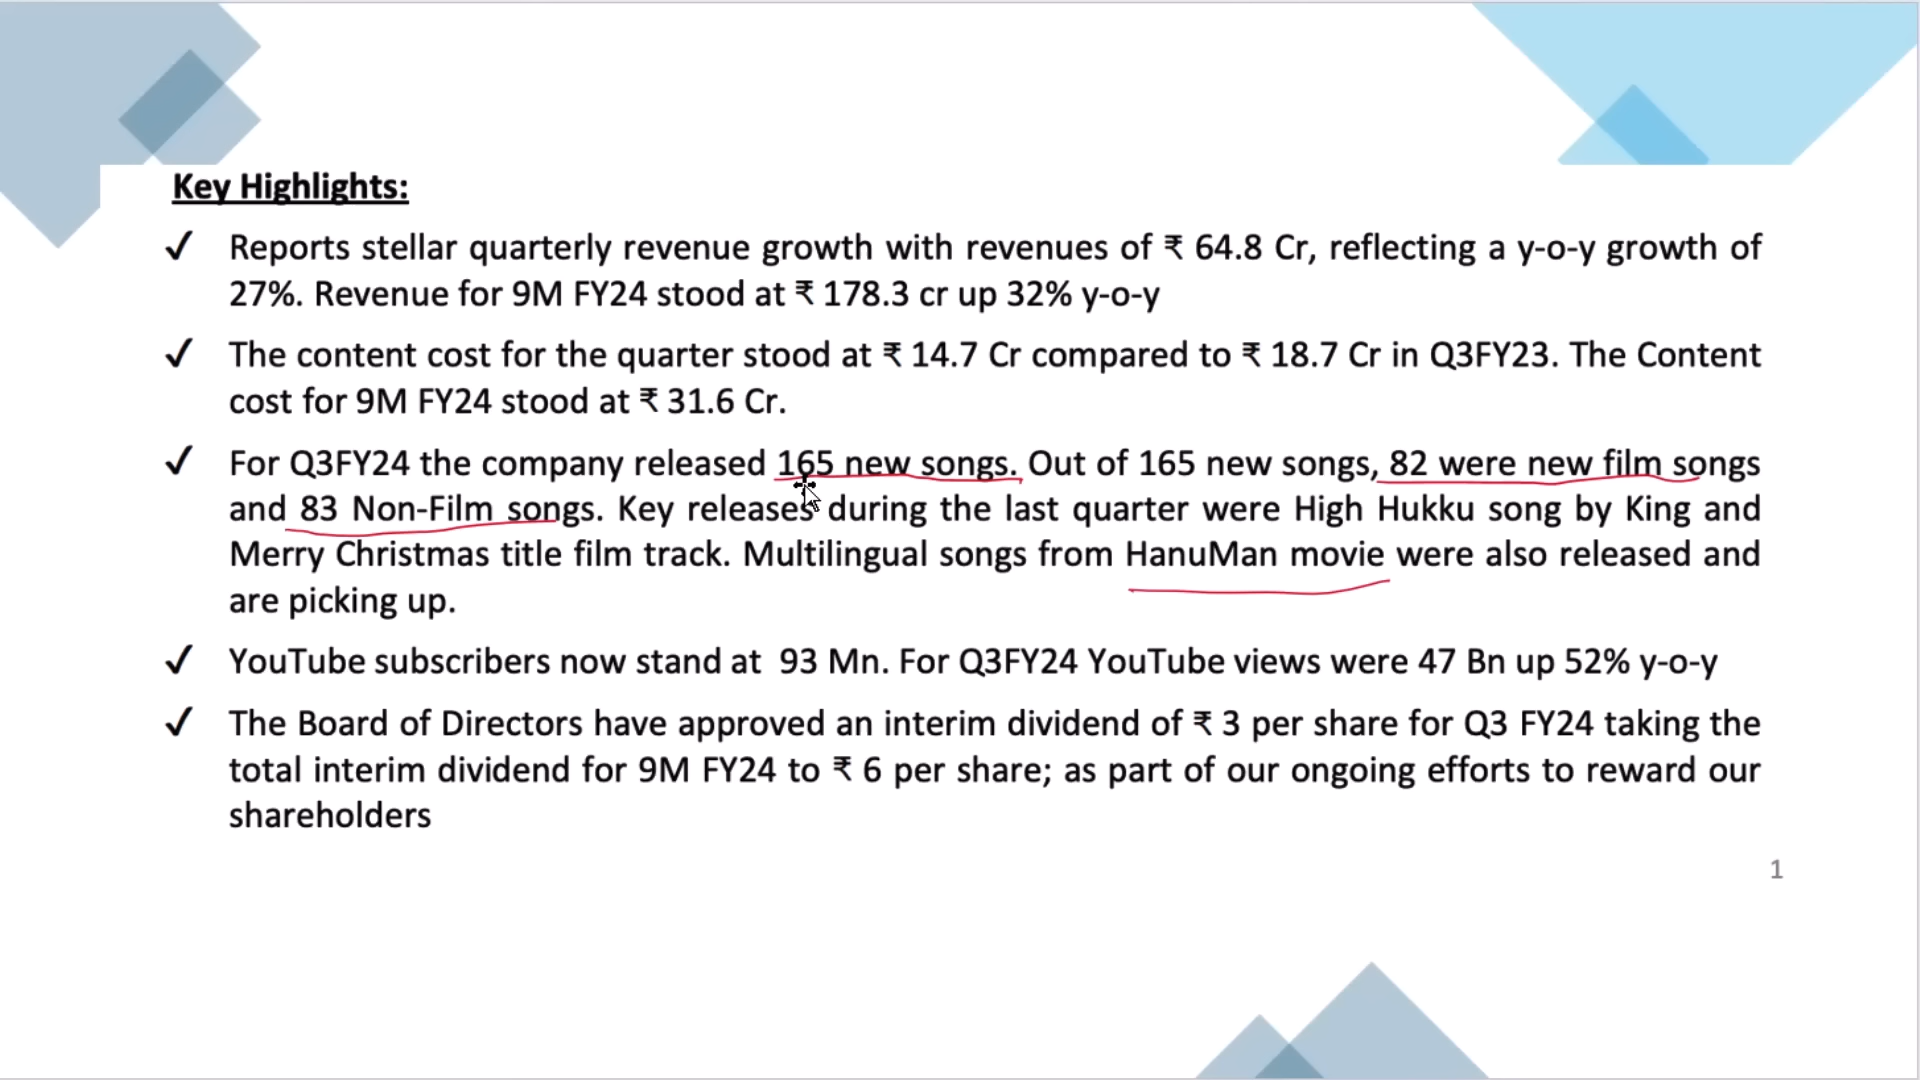 Key Highlights:
✓ Reports stellar quarterly revenue growth with revenues of ₹ 64.8 Cr, reflecting a y-o-y growth of
27%. Revenue for 9M FY24 stood at ₹ 178.3 cr up 32% y-o-y
✓ The content cost for the quarter stood at ₹ 14.7 Cr compared to ₹ 18.7 Cr in Q3FY23. The Content
cost for 9M FY24 stood at ₹ 31.6 Cr.
✓ For Q3FY24 the company released 165 new songs. Out of 165 new songs, 82 were new film songs
and 83 Non-Film songs. Key releases during the last quarter were High Hukku song by King and
Merry Christmas title film track. Multilingual songs from HanuMan movie were also released and
are picking up.
✓ YouTube subscribers now stand at 93 Mn. For Q3FY24 YouTube views were 47 Bn up 52% y-o-y
✓ The Board of Directors have approved an interim dividend of ₹ 3 per share for Q3 FY24 taking the
total interim dividend for 9M FY24 to ₹ 6 per share; as part of our ongoing efforts to reward our
shareholders
1